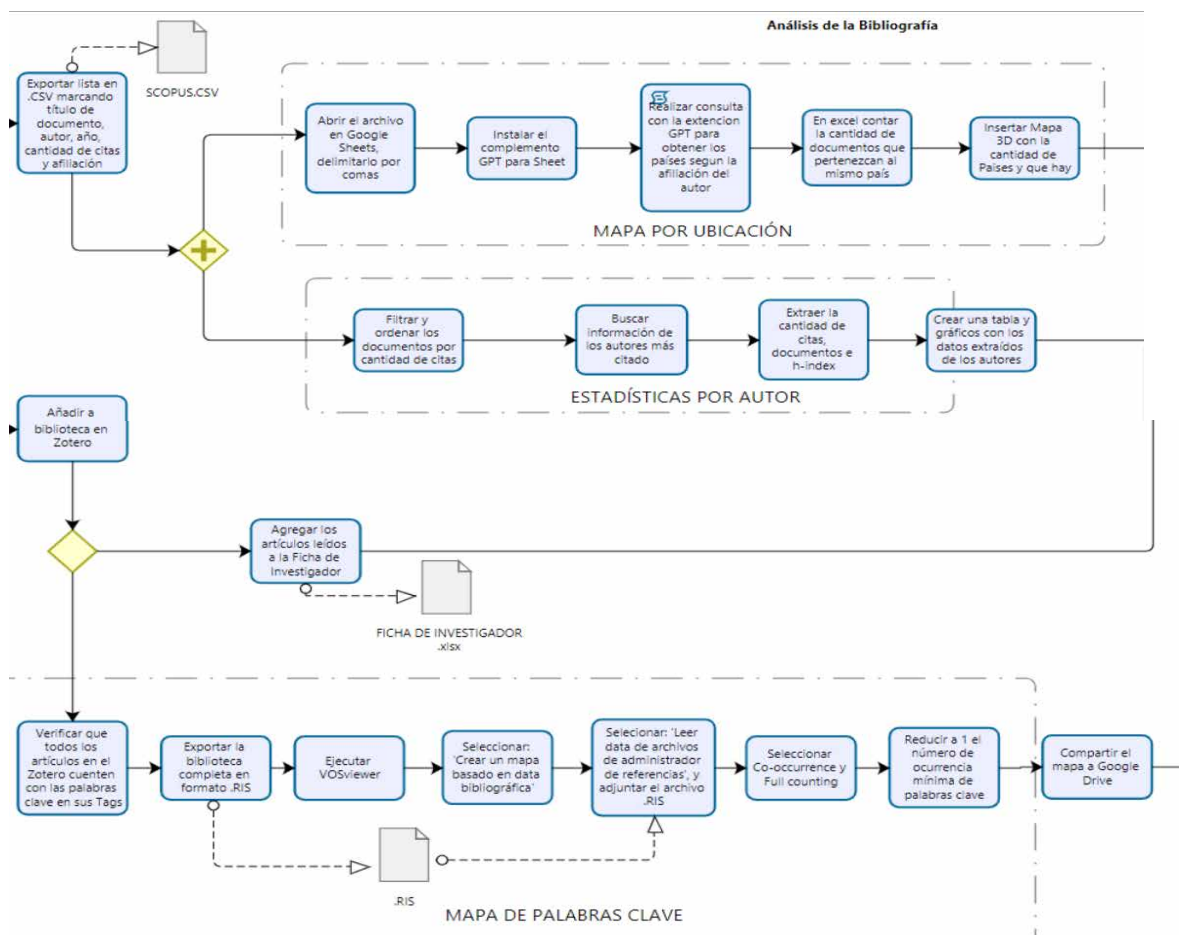 Análisis de la Bibliografía
Exportar lista en
.CSV marcando
título de
documento,
autor, año,
cantidad de citas
y afiliación
SCOPUS.CSV
Abrir el archivo
en Google
Sheets,
delimitarlo por
comas
Instalar el
complemento
GPT para Sheet
Realizar consulta
con la extencion
GPT para
obtener los
países segun la
afiliación del
autor
En excel contar
la cantidad de
documentos que
pertenezcan al
mismo país
Insertar Mapa
3D con la
cantidad de
Paises y que hay
MAPA POR UBICACIÓN
Filtrar y
ordenar los
documentos por
cantidad de citas
Buscar
información de
los autores más
citado
Extraer la
cantidad de
citas,
documentos e
h-index
Crear una tabla y
gráficos con los
datos extraídos
de los autores
ESTADÍSTICAS POR AUTOR
Añadir a
biblioteca en
Zotero
Agregar los
artículos leídos
a la Ficha de
Investigador
FICHA DE INVESTIGADOR
.xlsx
Verificar que
todos los
artículos en el
Zotero cuenten
con las palabras
clave en sus Tags
Exportar la
biblioteca
completa en
formato .RIS
Ejecutar
VOSviewer
Seleccionar:
'Crear un mapa
basado en data
bibliográfica'
Selecionar: 'Leer
data de archivos
de administrador
de referencias', y
adjuntar el archivo
.RIS
Seleccionar
Co-occurrence y
Full counting
Reducir a 1 el
número de
ocurrencia
mínima de
palabras clave
Compartir el
mapa a Google
Drive
.RIS
MAPA DE PALABRAS CLAVE